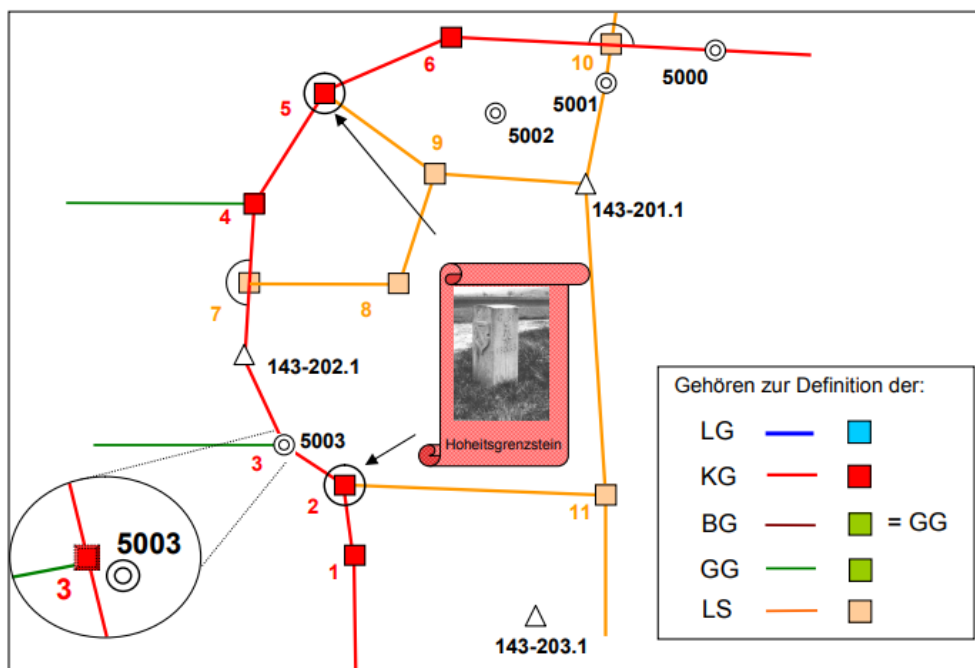 6
10
5000
5
5001
5002
9
4
143-201.1
7
8
143-202.1
Hoheitsgrenzstein
5003
3
2
11
5003
3
1
143-203.1
Gehören zur Definition der:
LG
KG
BG = GG
GG
LS